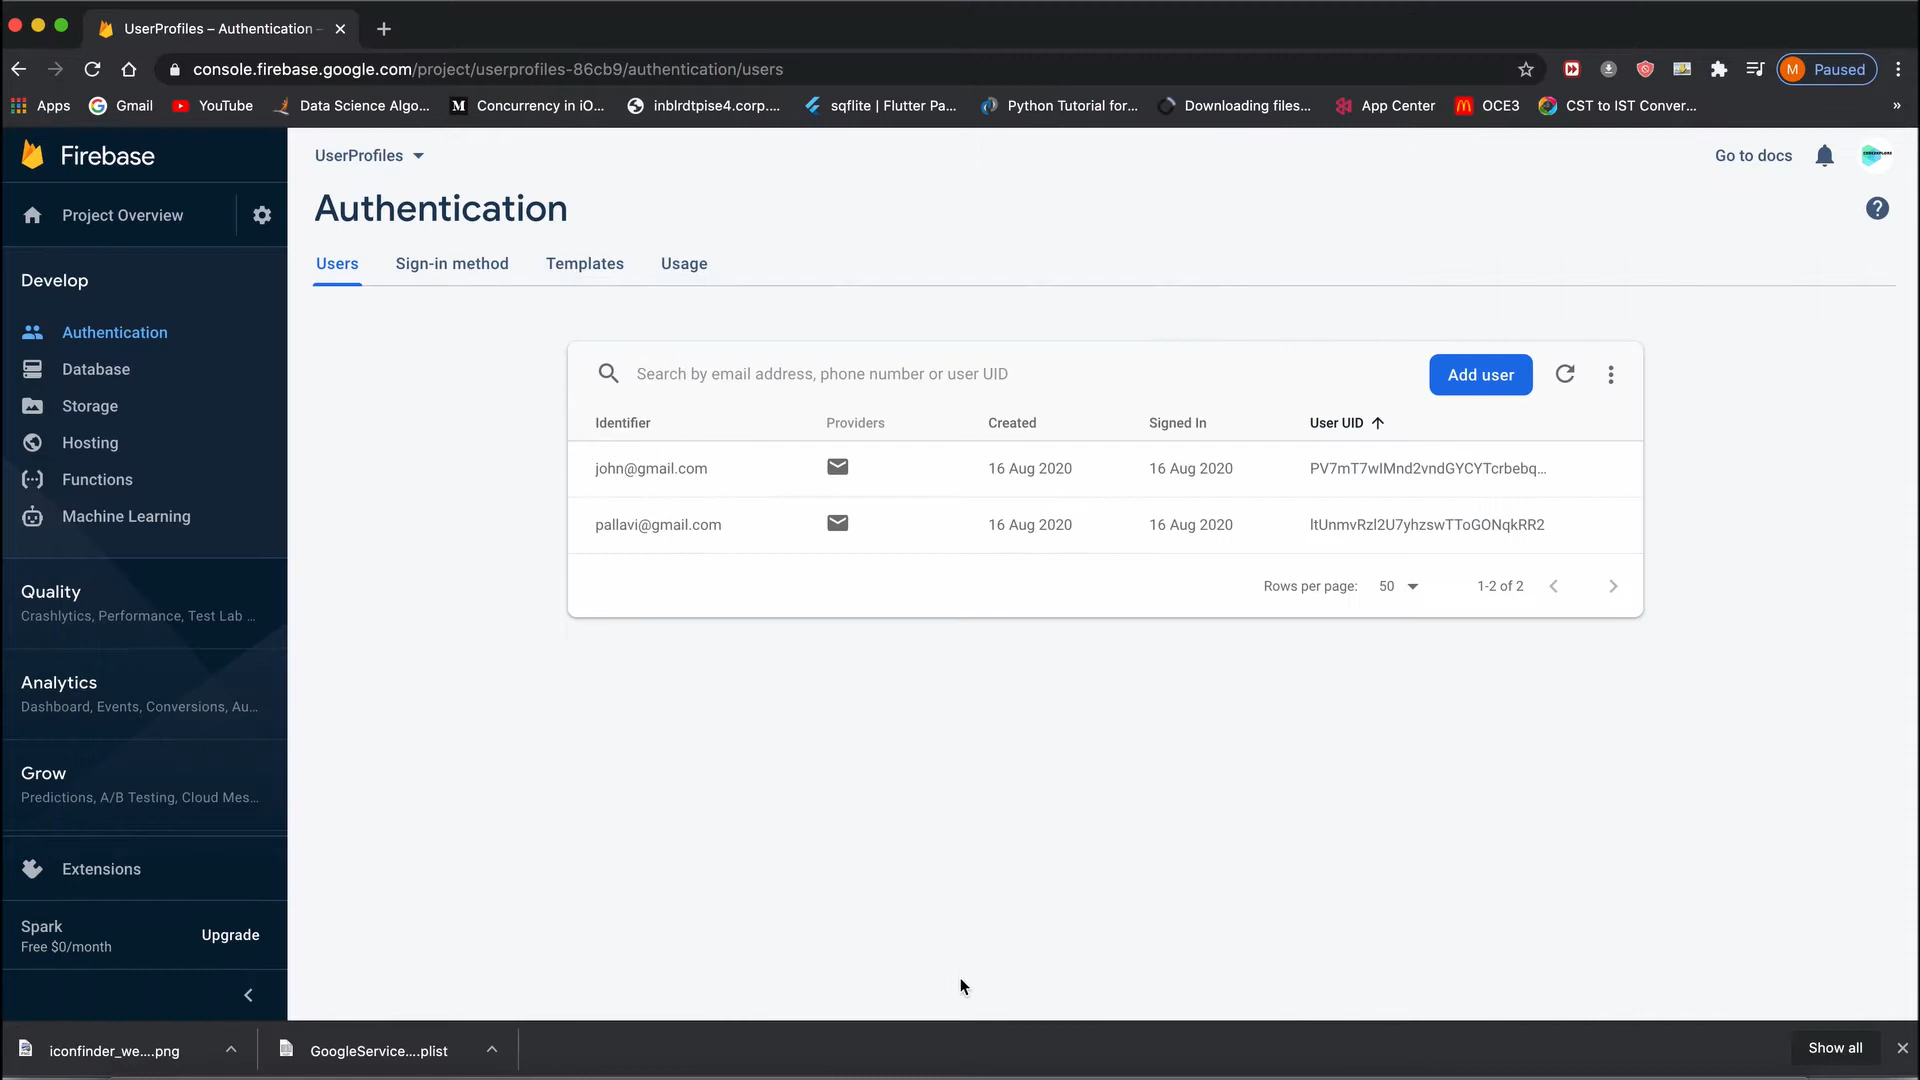 UserProfiles – Authentication –
console.firebase.google.com/project/userprofiles-86cb9/authentication/users
M Paused
Apps Gmail YouTube Data Science Algo... Concurrency in iO... inblrdtpise4.corp.... sqflite | Flutter Pa... Python Tutorial for... Downloading files... App Center OCE3 CST to IST Conver... »
Firebase
Project Overview
Develop
Authentication
Database
Storage
Hosting
Functions
Machine Learning
Quality
Crashlytics, Performance, Test Lab ...
Analytics
Dashboard, Events, Conversions, Au...
Grow
Predictions, A/B Testing, Cloud Mes...
Extensions
Spark
Free $0/month
Upgrade
UserProfiles
Go to docs
Authentication
Users Sign-in method Templates Usage
Search by email address, phone number or user UID
Add user
Identifier Providers Created Signed In User UID
john@gmail.com 16 Aug 2020 16 Aug 2020 PV7mT7wIMnd2vndGYCYTcrbebq...
pallavi@gmail.com 16 Aug 2020 16 Aug 2020 ltUnmvRzl2U7yhzswTToGONqkRR2
Rows per page: 50 1-2 of 2
iconfinder_we....png
GoogleService....plist
Show all